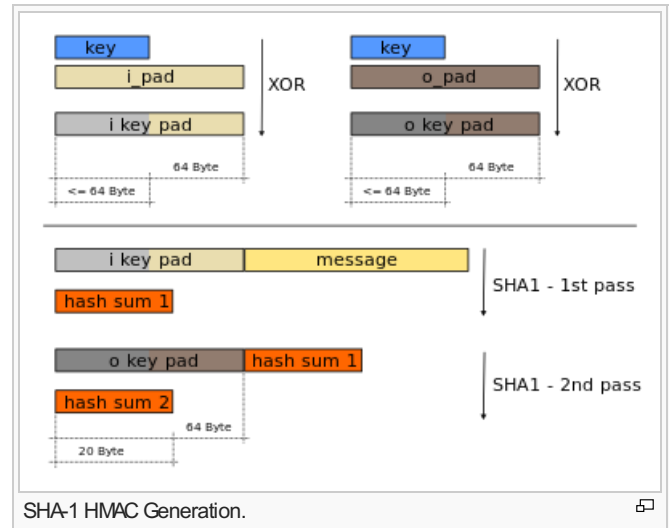 key
i_pad
XOR
i key pad
64 Byte
<= 64 Byte
key
o_pad
XOR
o key pad
64 Byte
<= 64 Byte
i key pad message
SHA1 - 1st pass
hash sum 1
o key pad hash sum 1
SHA1 - 2nd pass
hash sum 2
64 Byte
20 Byte
SHA-1 HMAC Generation.